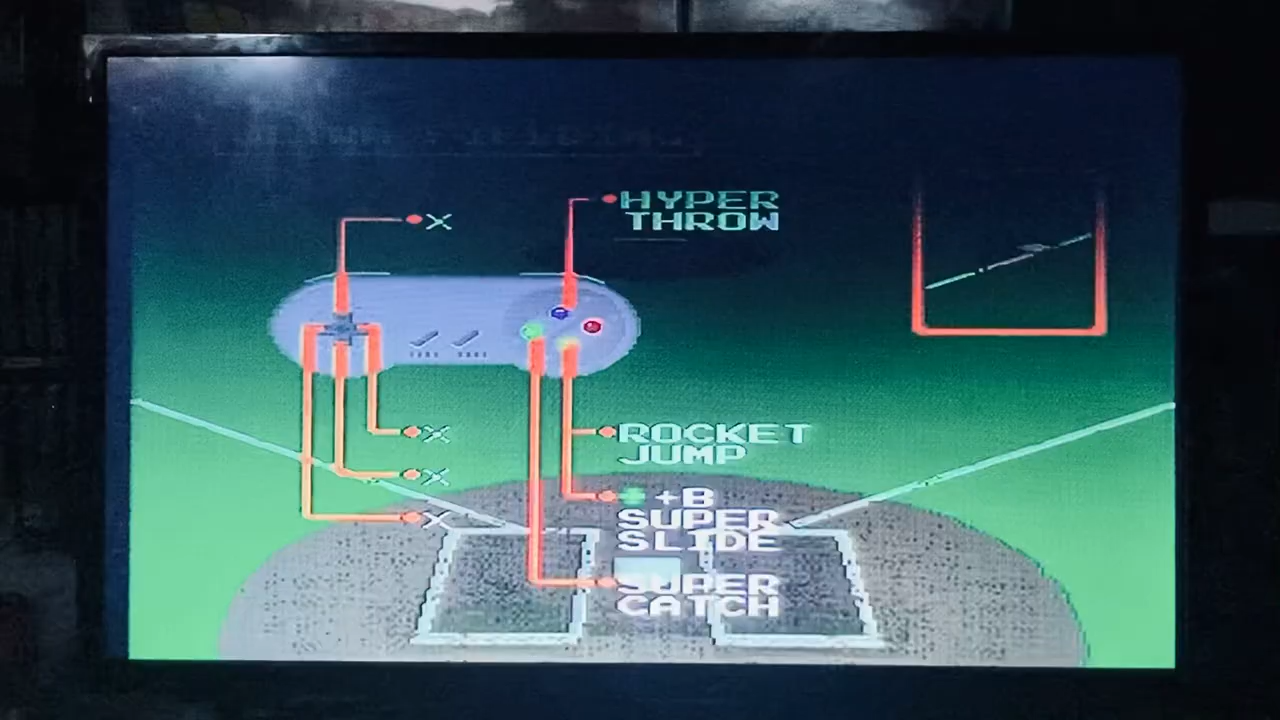 HYPER
THROW
X
ROCKET
JUMP
X
X
+B
SUPER
SLIDE
X
SUPER
CATCH